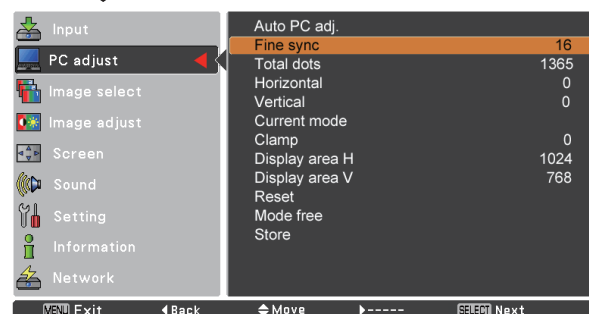 Input
PC adjust
Image select
Image adjust
Screen
Sound
Setting
Information
Network
Auto PC adj.
Fine sync 16
Total dots 1365
Horizontal 0
Vertical 0
Current mode
Clamp 0
Display area H 1024
Display area V 768
Reset
Mode free
Store
MENU Exit ◀Back ◆Move ▶----- SELECT Next